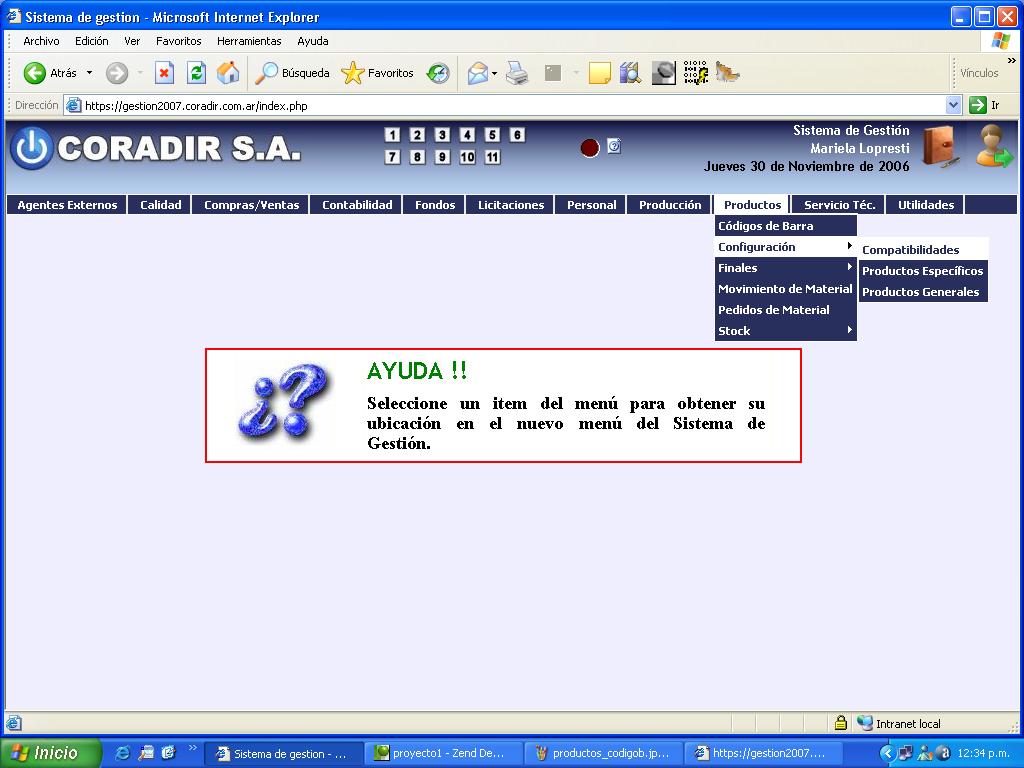 Sistema de gestion - Microsoft Internet Explorer
Archivo Edición Ver Favoritos Herramientas Ayuda
Atrás Búsqueda Favoritos Vínculos »
Dirección https://gestion2007.coradir.com.ar/index.php Ir
CORADIR S.A.
1 2 3 4 5 6
7 8 9 10 11
Sistema de Gestión
Mariela Lopresti
Jueves 30 de Noviembre de 2006
Agentes Externos Calidad Compras/Ventas Contabilidad Fondos Licitaciones Personal Producción Productos Servicio Téc. Utilidades
Códigos de Barra
Configuración
Finales
Movimiento de Material
Pedidos de Material
Stock
Compatibilidades
Productos Específicos
Productos Generales
¿?
AYUDA !!
Seleccione un item del menú para obtener su
ubicación en el nuevo menú del Sistema de
Gestión.
Intranet local
Inicio » Sistema de gestion - ... proyecto1 - Zend De... productos_codigob.jp... https://gestion2007.... 12:34 p.m.